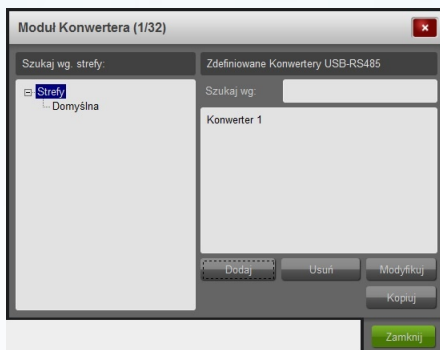 Moduł Konwertera (1/32)
Szukaj wg. strefy:
Strefy
Domyślna
Zdefiniowane Konwertery USB-RS485
Szukaj wg:
Konwerter 1
Dodaj Usuń Modyfikuj
Kopiuj
Zamknij